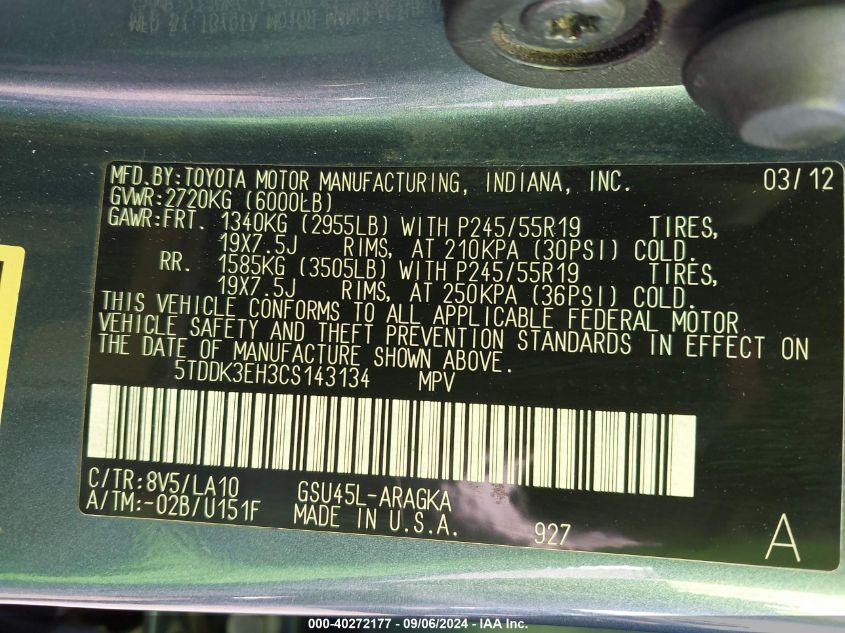 MFD.BY:TOYOTA MOTOR MANUFACTURING, INDIANA, INC. 03/12
GVWR:2720KG (6000LB)
GAWR:FRT. 1340KG (2955LB) WITH P245/55R19 TIRES,
19X7.5J RIMS, AT 210KPA (30PSI) COLD.
RR. 1585KG (3505LB) WITH P245/55R19 TIRES,
19X7.5J RIMS, AT 250KPA (36PSI) COLD.
THIS VEHICLE CONFORMS TO ALL APPLICABLE FEDERAL MOTOR
VEHICLE SAFETY AND THEFT PREVENTION STANDARDS IN EFFECT ON
THE DATE OF MANUFACTURE SHOWN ABOVE.
5TDDK3EH3CS143134 MPV
C/TR:8V5/LA10 GSU45L-ARAGKA
A/TM:-02B/U151F MADE IN U.S.A. 927 A
000-40272177 - 09/06/2024 - IAA Inc.